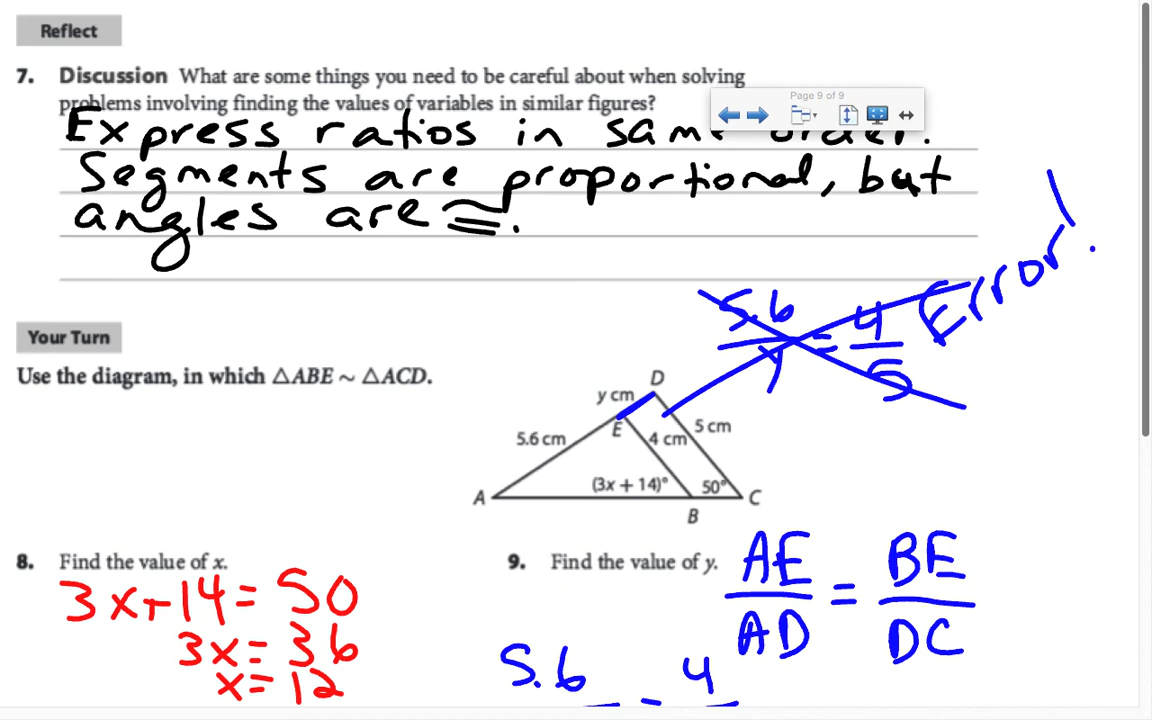 Reflect
7. Discussion What are some things you need to be careful about when solving
problems involving finding the values of variables in similar figures?
Page 9 of 9
Express ratios in same order.
Segments are proportional, but
angles are ≅.
5.6/y = 4/5 Error!
Your Turn
Use the diagram, in which △ABE ~ △ACD.
D
y cm
E
5.6 cm
4 cm
5 cm
(3x + 14)°
50°
A
C
B
8. Find the value of x.
3x+14 = 50
3x = 36
x = 12
9. Find the value of y.
AE/AD = BE/DC
5.6 = 4